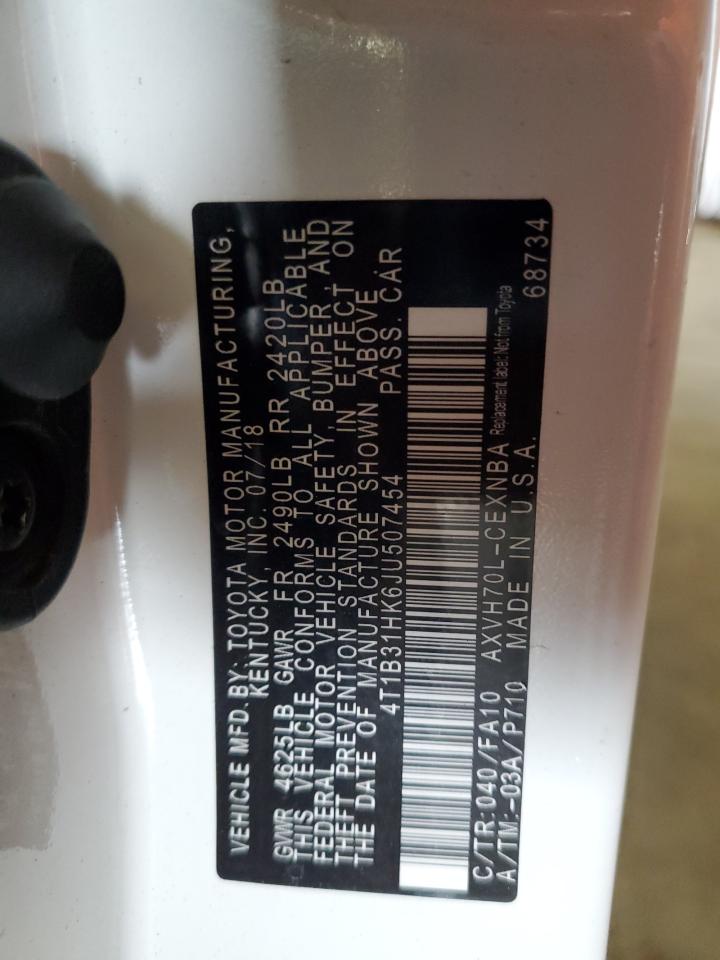 VEHICLE MFD.BY: TOYOTA MOTOR MANUFACTURING,
KENTUCKY, INC. 07/18
GVWR 4625LB GAWR FR 2490LB RR 2420LB
THIS VEHICLE CONFORMS TO ALL APPLICABLE
FEDERAL MOTOR VEHICLE SAFETY, BUMPER, AND
THEFT PREVENTION STANDARDS IN EFFECT ON
THE DATE OF MANUFACTURE SHOWN ABOVE
4T1B31HK6JU507454 PASS.CAR
C/TR:040/FA10 AXVH70L-CEXNBA Replacement label: Not from Toyota
A/TM:-03A/P710 MADE IN U.S.A. 68734